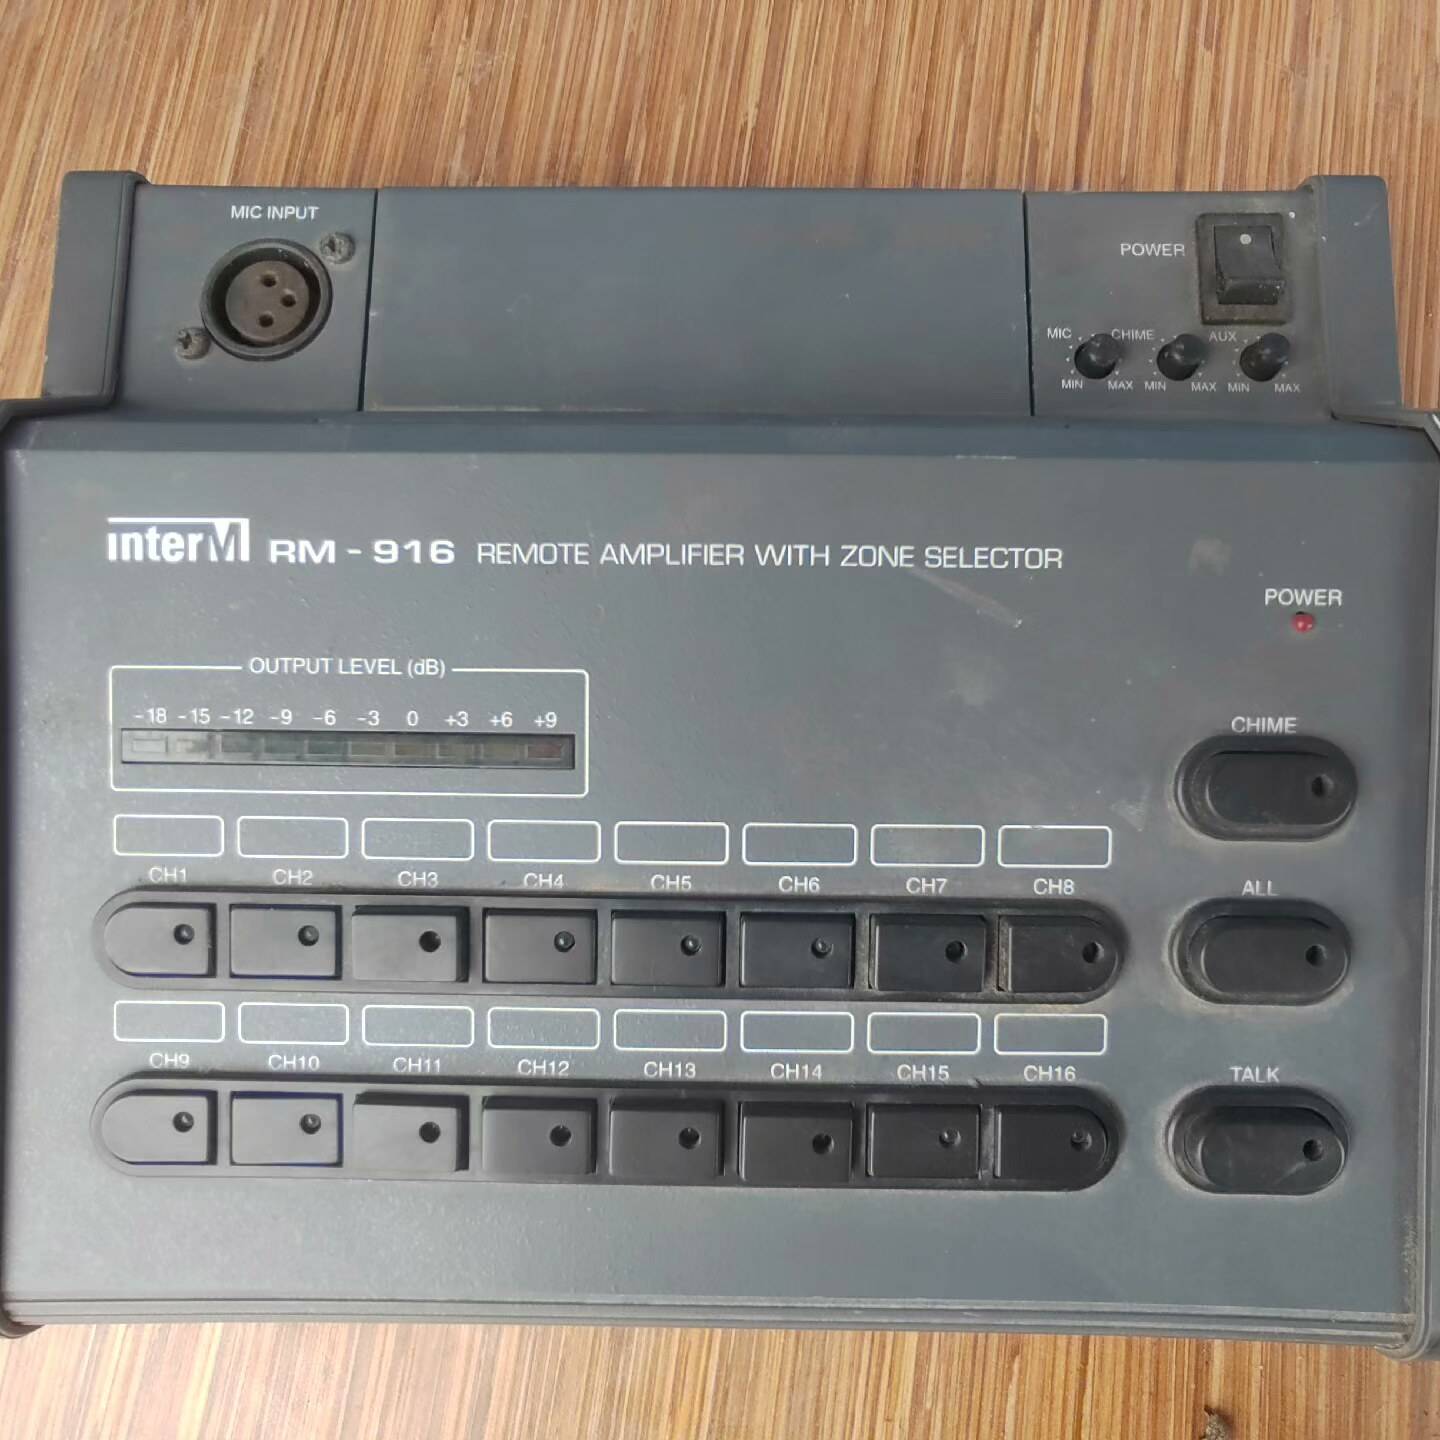 MIC INPUT
POWER
MIC CHIME AUX
MIN MAX MIN MAX MIN MAX
interM RM - 916 REMOTE AMPLIFIER WITH ZONE SELECTOR
POWER
OUTPUT LEVEL (dB)
-18 -15 -12 -9 -6 -3 0 +3 +6 +9
CHIME
CH1 CH2 CH3 CH4 CH5 CH6 CH7 CH8
ALL
CH9 CH10 CH11 CH12 CH13 CH14 CH15 CH16
TALK